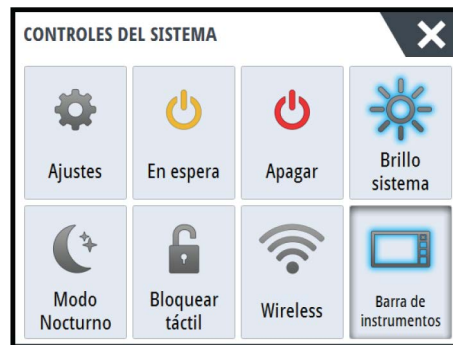 CONTROLES DEL SISTEMA
Ajustes
En espera
Apagar
Brillo
sistema
Modo
Nocturno
Bloquear
táctil
Wireless
Barra de
instrumentos